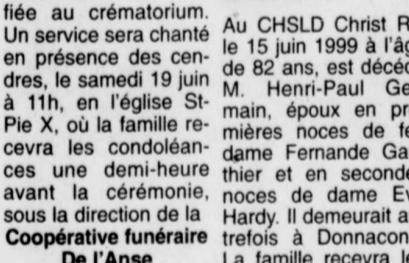 fiée au crématorium.
Un service sera chanté
en présence des cen-
dres, le samedi 19 juin
à 11h, en l'église St-
Pie X, où la famille re-
cevra les condoléan-
ces une demi-heure
avant la cérémonie,
sous la direction de la
Coopérative funéraire
De l'Anse
Au CHSLD Christ R
le 15 juin 1999 à l'âg
de 82 ans, est décéd
M. Henri-Paul Ge
main, époux en pr
mières noces de fe
dame Fernande Ga
thier et en seconde
noces de dame Ev
Hardy. Il demeurait a
trefois à Donnacon
La famille recevra le